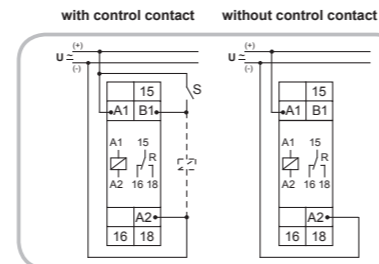 with control contact
without control contact
(+)
U ≂
(-)
S
15
A1 B1
A1 15
R
A2 16 18
A2
16 18
(+)
U ≂
(-)
15
A1 B1
A1 15
R
A2 16 18
A2
16 18